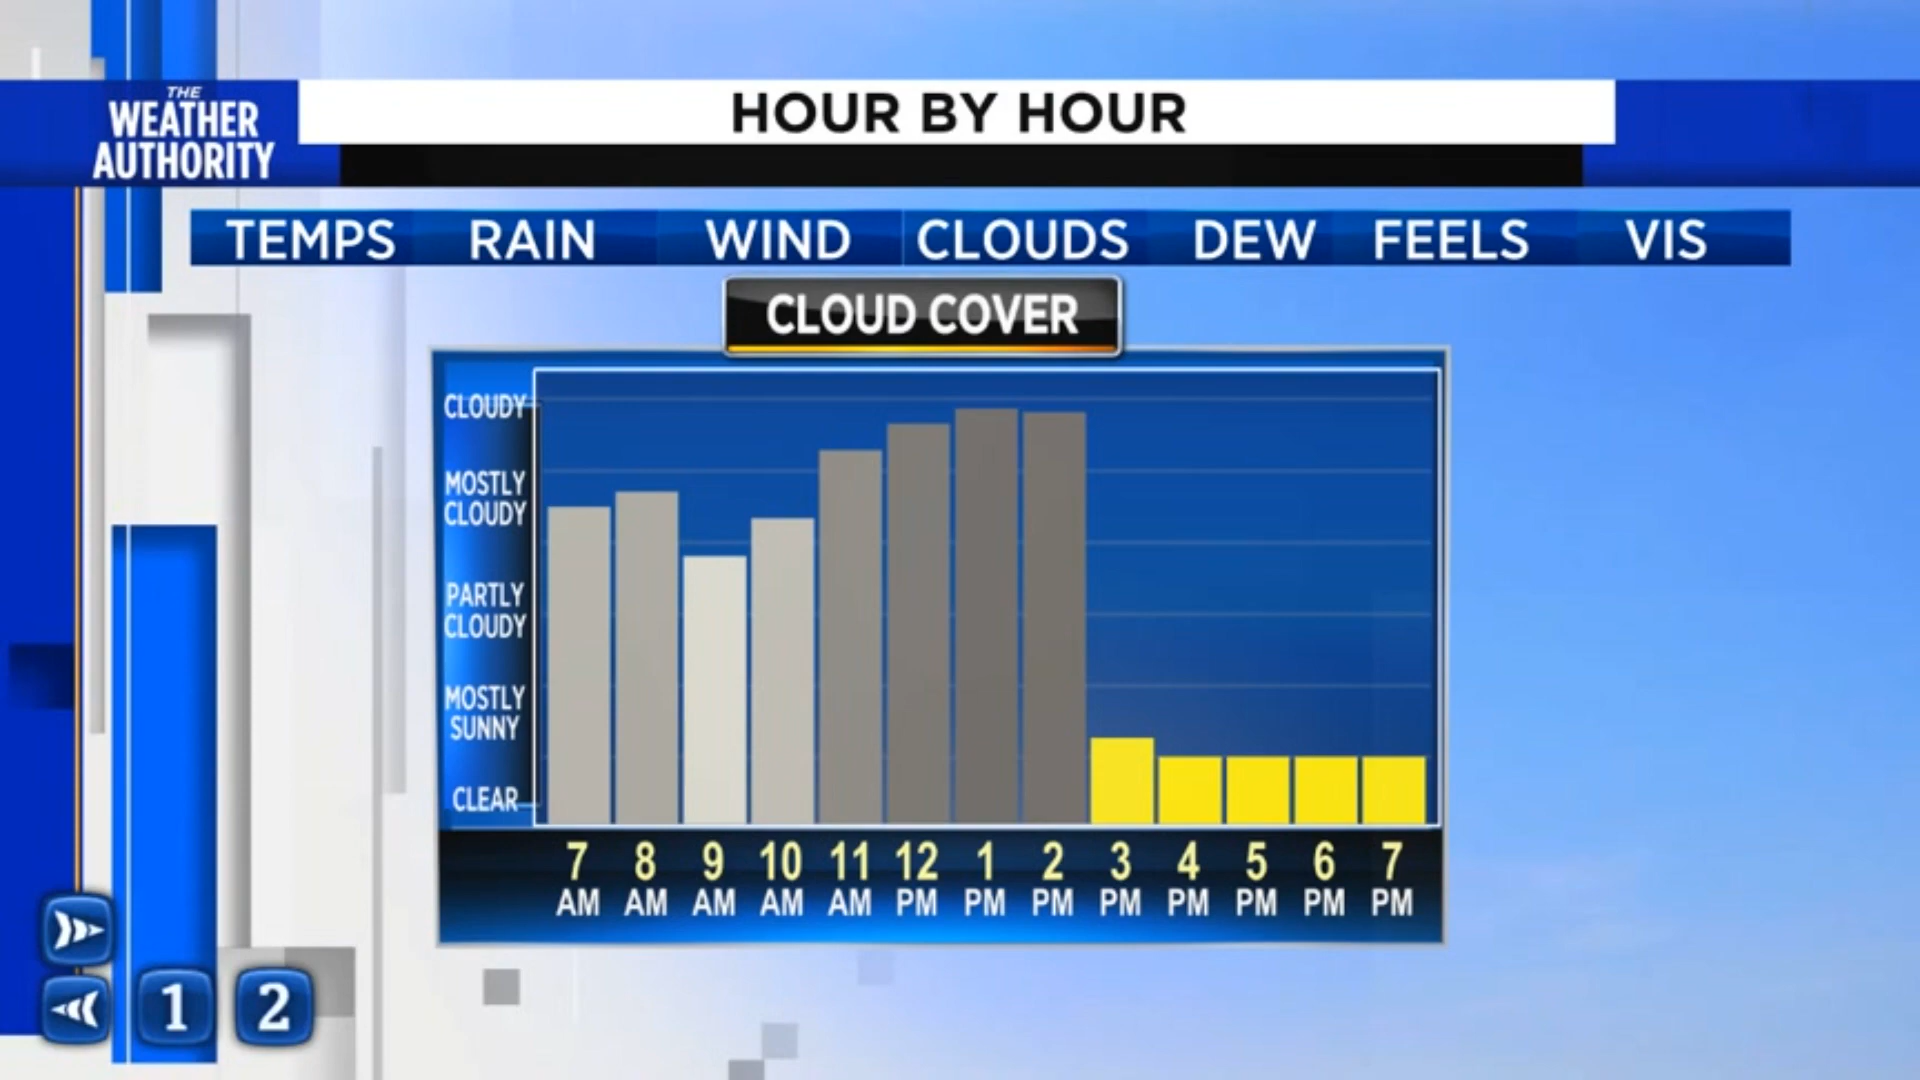 THE
WEATHER
AUTHORITY
HOUR BY HOUR
TEMPS RAIN WIND CLOUDS DEW FEELS VIS
CLOUD COVER
CLOUDY
MOSTLY
CLOUDY
PARTLY
CLOUDY
MOSTLY
SUNNY
CLEAR
7 8 9 10 11 12 1 2 3 4 5 6 7
AM AM AM AM AM PM PM PM PM PM PM PM PM
1 2